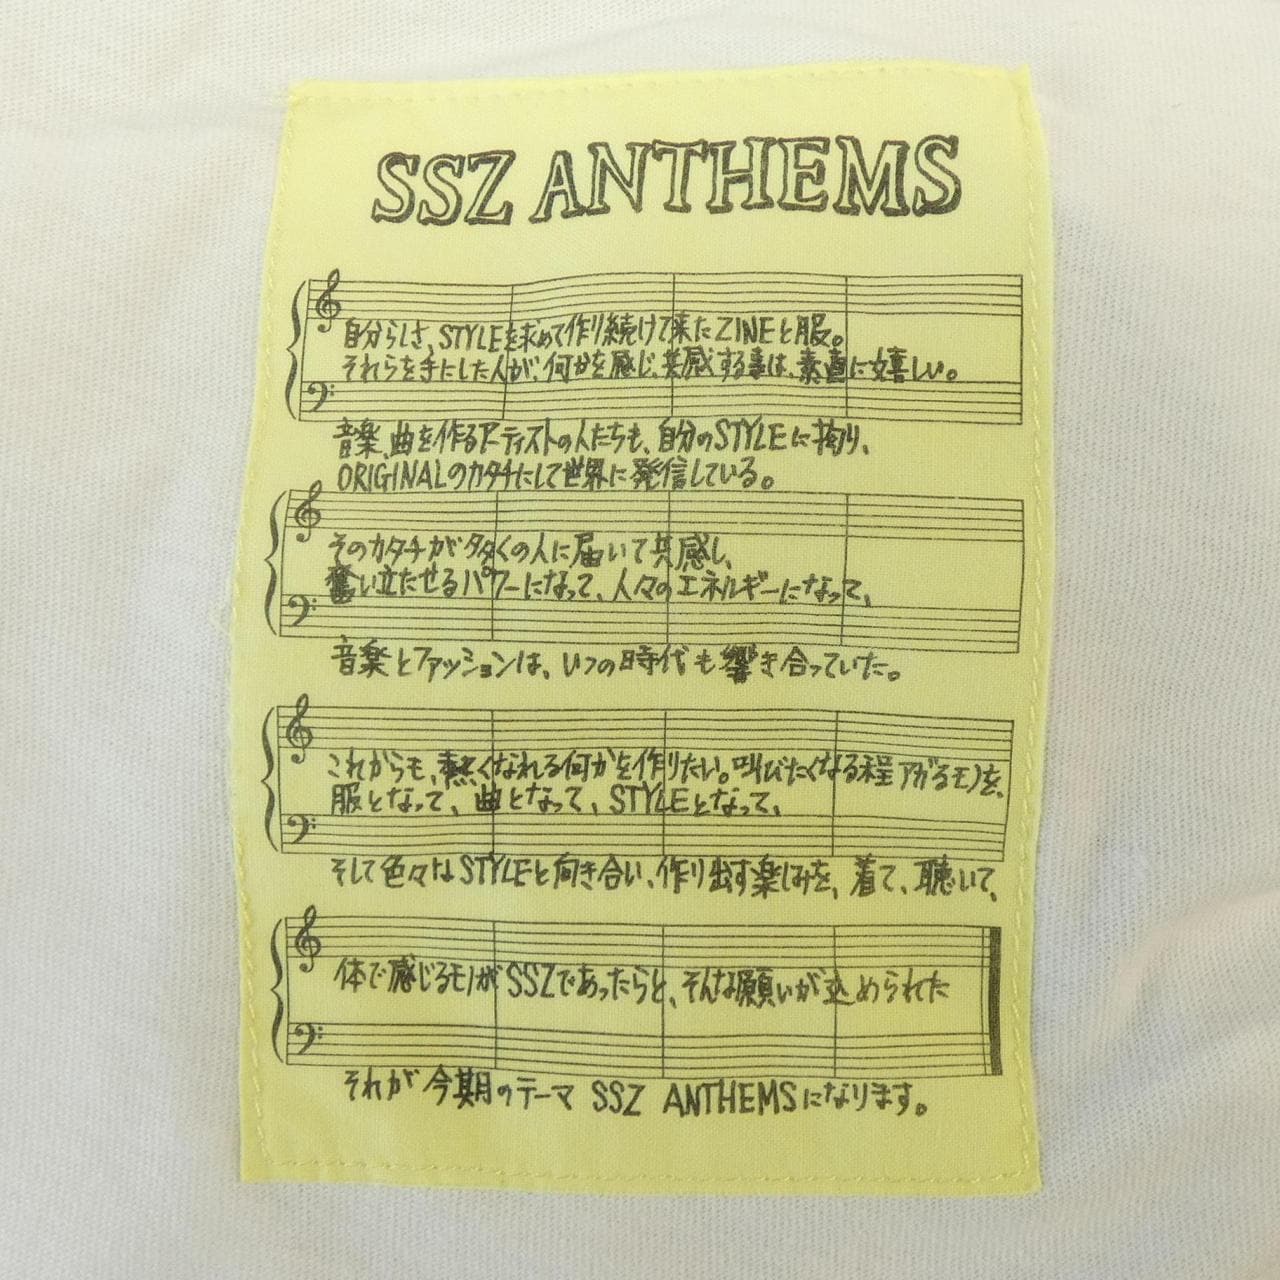 SSZ ANTHEMS
自分らしさ、STYLEを求めて作り続けて来たZINEと服。
それらを手にした人が、何かを感じ、共感する事は、素直に嬉しい。
音楽、曲を作るアーティストの人たちも、自分のSTYLEに拘り、
ORIGINALのカタチにして世界に発信している。
そのカタチが多くの人に届いて共感し、
奮い立たせるパワーになって、人々のエネルギーになって、
音楽とファッションは、いつの時代も響き合っていた。
これからも、熱くなれる何かを作りたい。叫びたくなる程アガるモノを、
服となって、曲となって、STYLEとなって、
そして色々なSTYLEと向き合い、作り出す楽しみを、着て、聴いて、
体で感じるモノがSSZであったらと、そんな願いが込められた
それが今期のテーマ SSZ ANTHEMSになります。